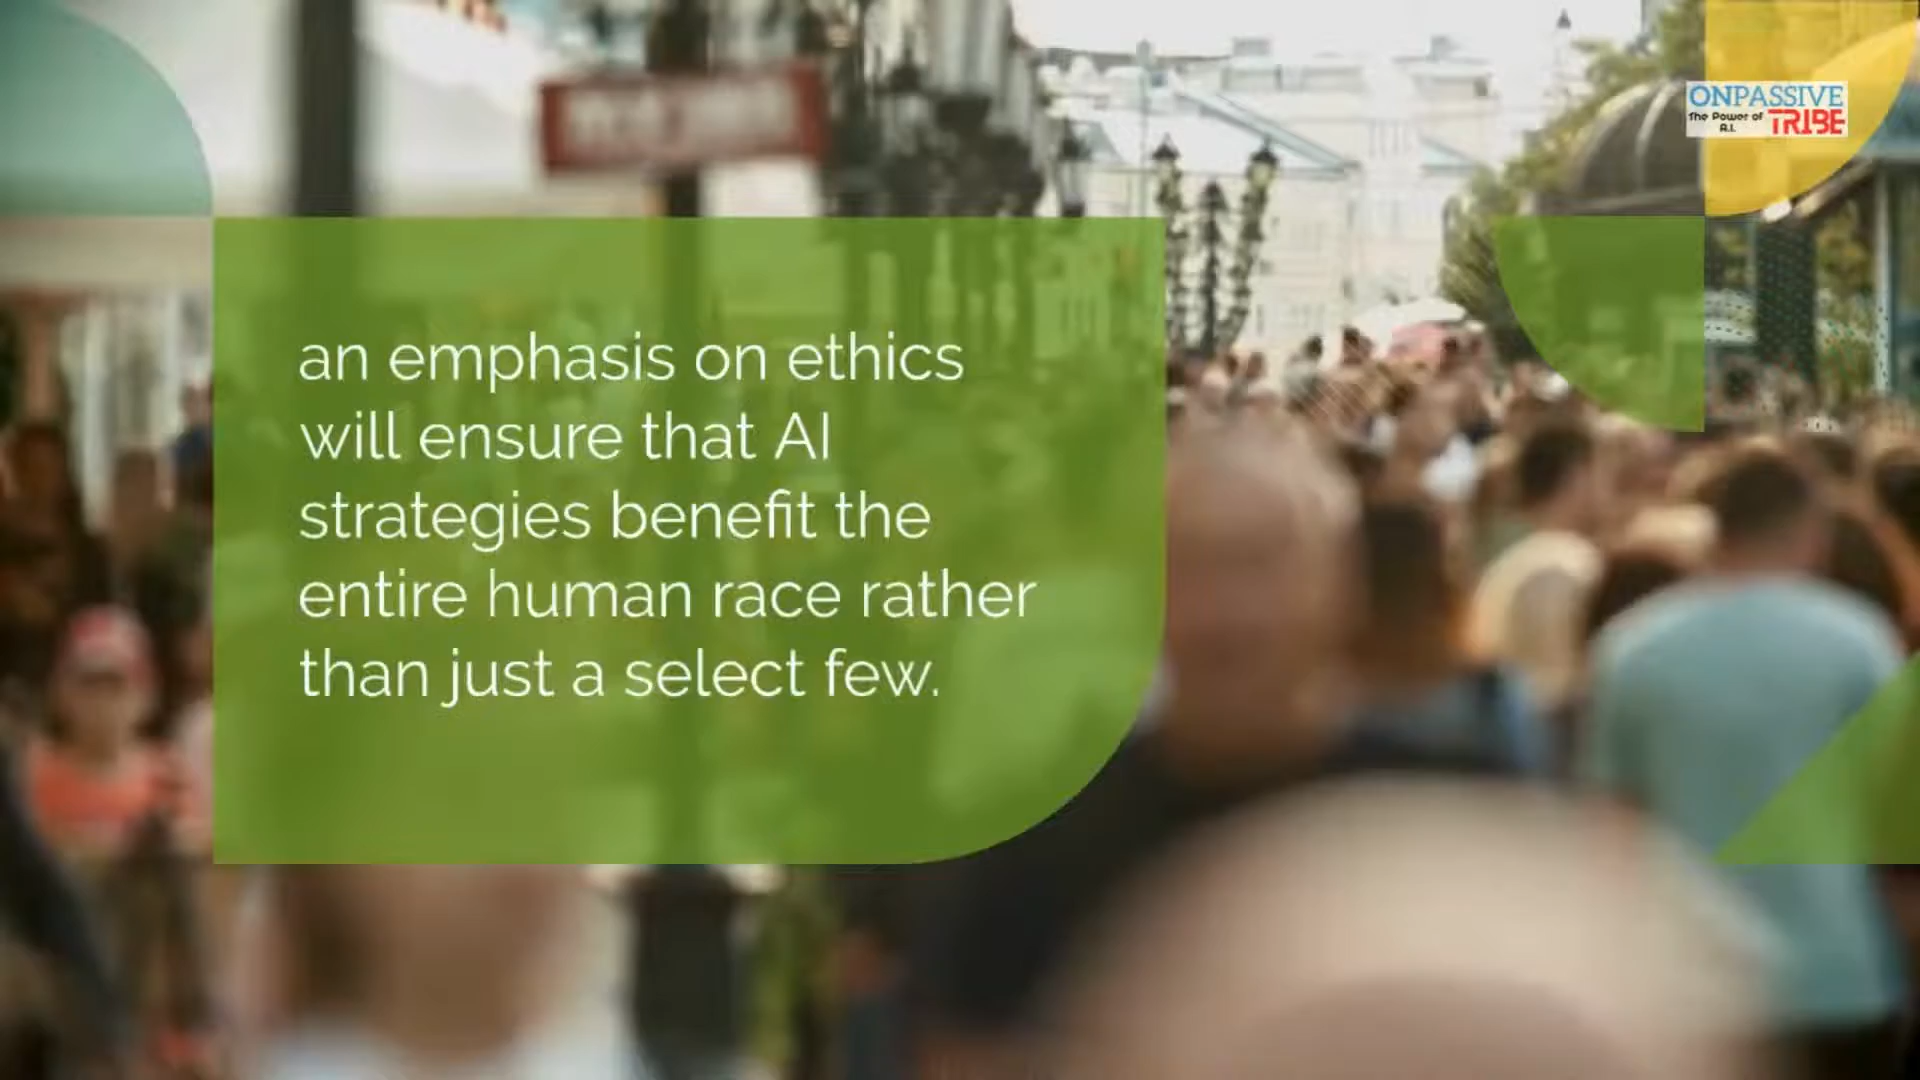 ONPASSIVE
The Power of A.I. TRIBE
an emphasis on ethics
will ensure that AI
strategies benefit the
entire human race rather
than just a select few.